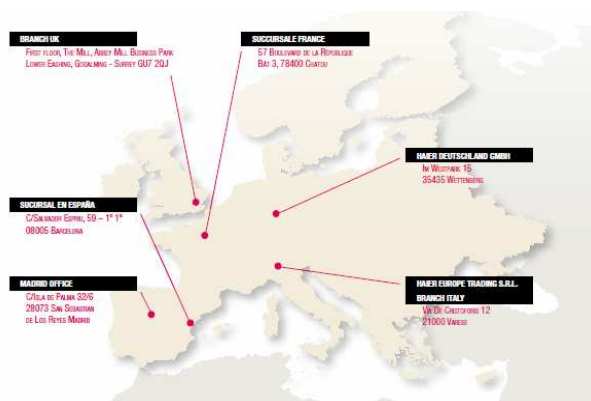 BRANCH UK
FIRST FLOOR, THE MILL, ABBEY MILL BUSINESS PARK
LOWER EASHING, GODALMING - SURREY GU7 2QJ
SUCCURSALE FRANCE
57 BOULEVARD DE LA REPUBLIQUE
BAT 3, 78400 CHATOU
HAIER DEUTSCHLAND GMBH
IM WESTPARK 15
35435 WETTENBERG
SUCURSAL EN ESPAÑA
C/SALVADOR ESPRIU, 59 – 1º 1ª
08005 BARCELONA
MADRID OFFICE
C/ISLA DE PALMA 32/6
28073 SAN SEBASTIAN
DE LOS REYES MADRID
HAIER EUROPE TRADING S.R.L.
BRANCH ITALY
VIA DE CRISTOFORIS 12
21000 VARESE